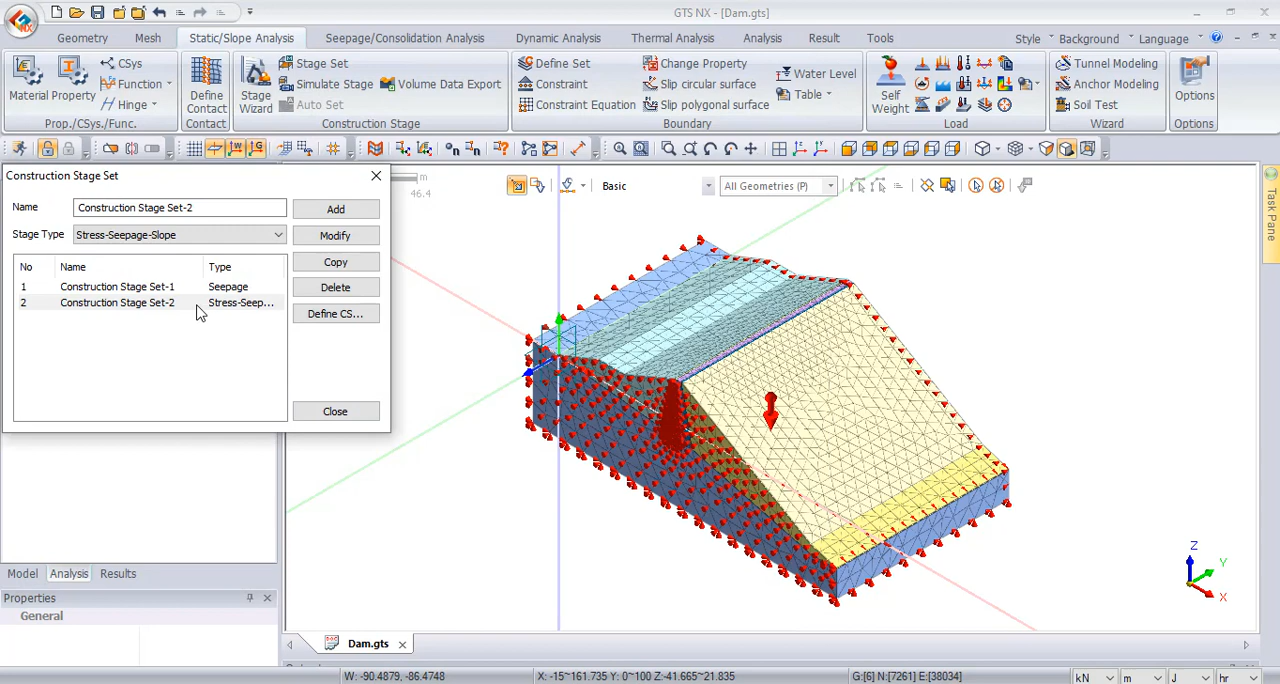 NX
GTS NX - [Dam.gts]
Geometry Mesh Static/Slope Analysis Seepage/Consolidation Analysis Dynamic Analysis Thermal Analysis Analysis Result Tools Style Background Language
Material Property
CSys
Function
Hinge
Prop./CSys./Func.
Define Contact
Contact
Stage Wizard
Stage Set
Simulate Stage
Volume Data Export
Auto Set
Construction Stage
Define Set
Constraint
Constraint Equation
Change Property
Slip circular surface
Slip polygonal surface
Water Level
Table
Boundary
Self Weight
Load
Tunnel Modeling
Anchor Modeling
Soil Test
Wizard
Options
Options
Construction Stage Set
Name Construction Stage Set-2 Add
Stage Type Stress-Seepage-Slope Modify
No Name Type Copy
1 Construction Stage Set-1 Seepage Delete
2 Construction Stage Set-2 Stress-Seep...
Define CS...
Close
m
46.4
Basic
All Geometries (P)
Task Pane
Z
Y
X
Model Analysis Results
Properties
General
Dam.gts
W: -90.4879, -86.4748 X: -15~161.735 Y: 0~100 Z:-41.665~21.835 G:[6] N:[7261] E:[38034] kN m J hr